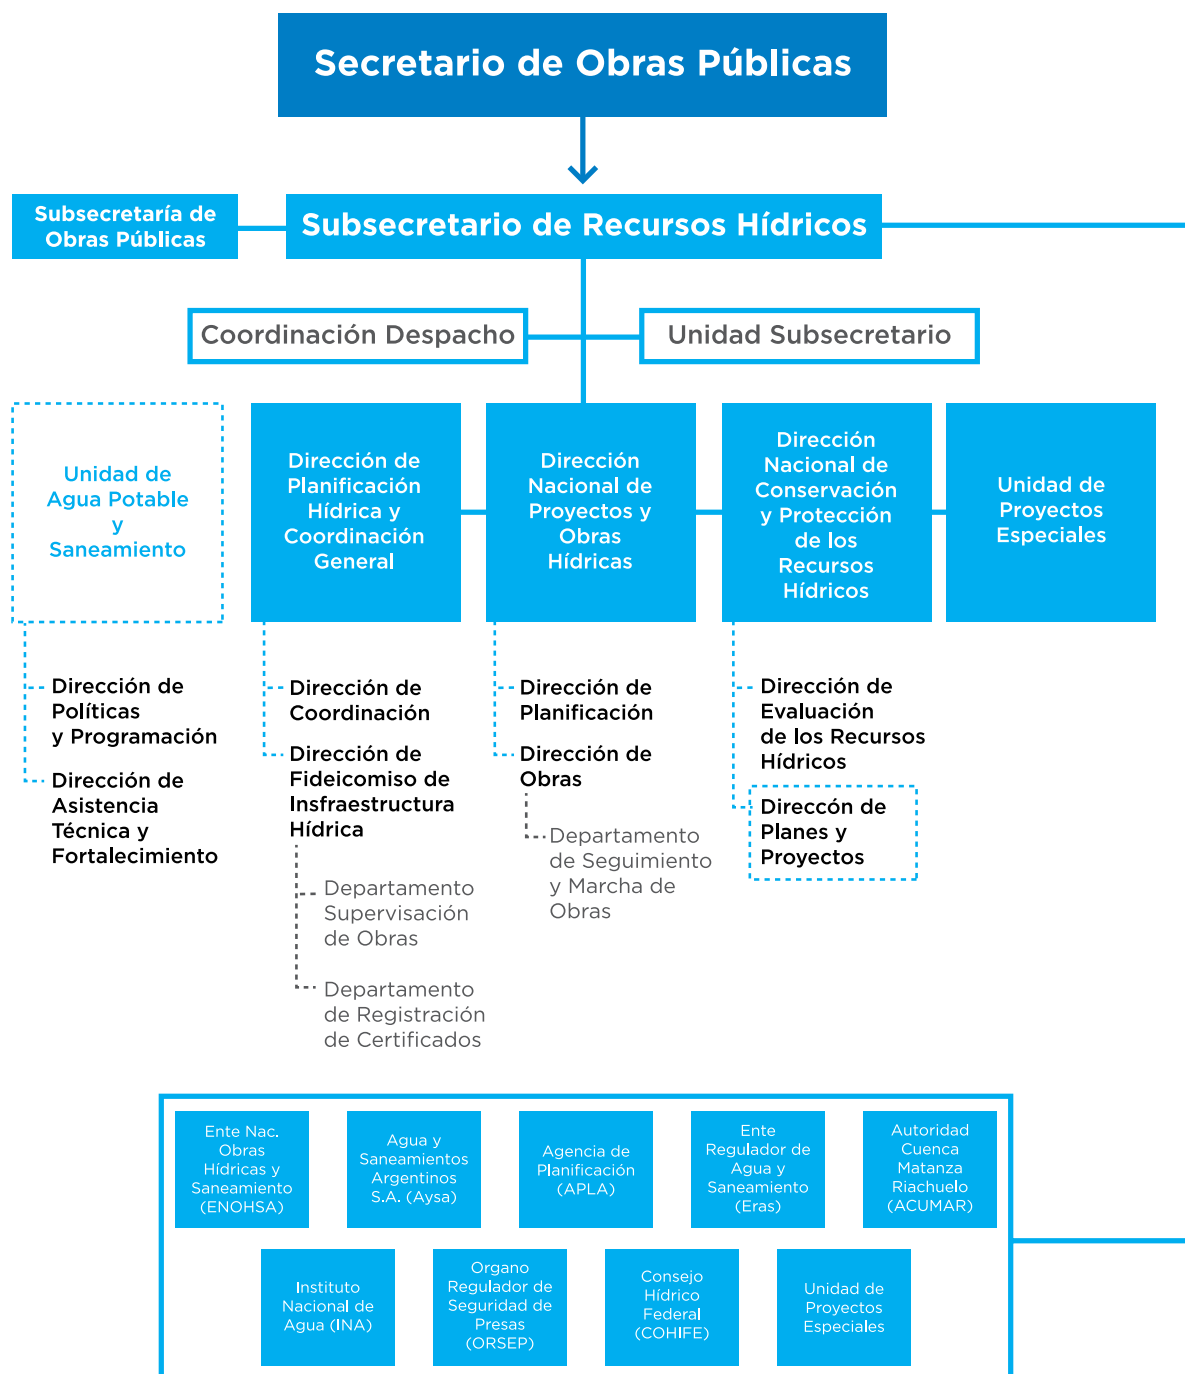 Secretario de Obras Públicas
Subsecretaría de
Obras Públicas
Subsecretario de Recursos Hídricos
Coordinación Despacho
Unidad Subsecretario
Unidad de
Agua Potable
y
Saneamiento
Dirección de
Planificación
Hídrica y
Coordinación
General
Dirección
Nacional de
Proyectos y
Obras
Hídricas
Dirección
Nacional de
Conservación
y Protección
de los
Recursos
Hídricos
Unidad de
Proyectos
Especiales
Dirección de
Políticas
y Programación
Dirección de
Asistencia
Técnica y
Fortalecimiento
Dirección de
Coordinación
Dirección de
Fideicomiso de
Insfraestructura
Hídrica
Departamento
Supervisación
de Obras
Departamento
de Registración
de Certificados
Dirección de
Planificación
Dirección de
Obras
Departamento
de Seguimiento
y Marcha de
Obras
Dirección de
Evaluación
de los Recursos
Hídricos
Direccón de
Planes y
Proyectos
Ente Nac.
Obras
Hídricas y
Saneamiento
(ENOHSA)
Agua y
Saneamientos
Argentinos
S.A. (Aysa)
Agencia de
Planificación
(APLA)
Ente
Regulador de
Agua y
Saneamiento
(Eras)
Autoridad
Cuenca
Matanza
Riachuelo
(ACUMAR)
Instituto
Nacional de
Agua (INA)
Organo
Regulador de
Seguridad de
Presas
(ORSEP)
Consejo
Hídrico
Federal
(COHIFE)
Unidad de
Proyectos
Especiales